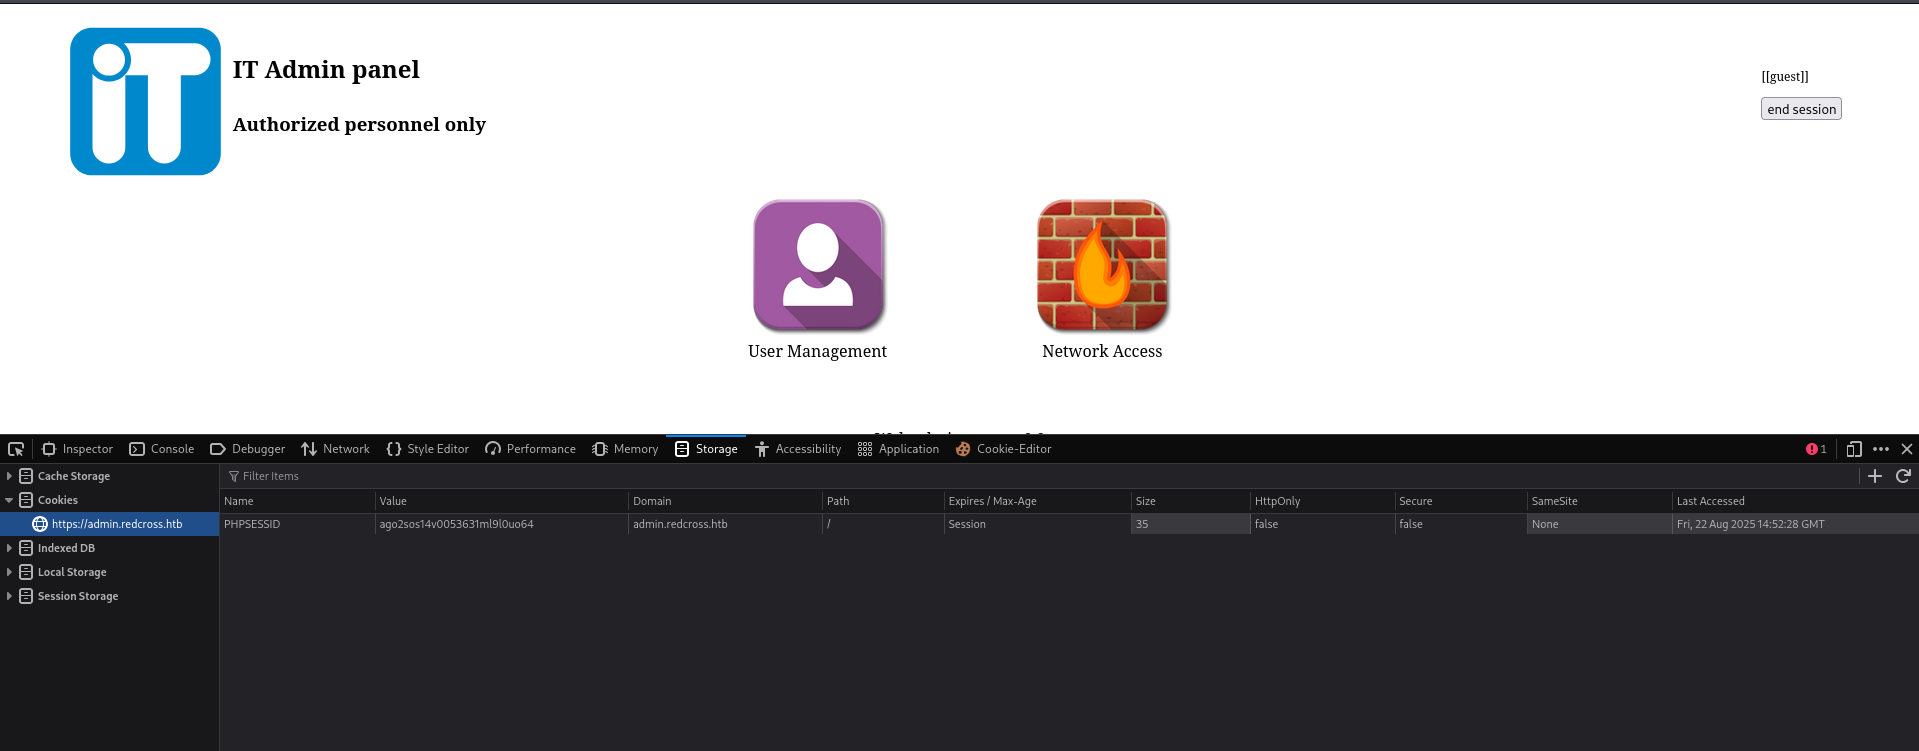 iT
IT Admin panel
Authorized personnel only
[[guest]]
end session
User Management
Network Access
Inspector
Console
Debugger
Network
Style Editor
Performance
Memory
Storage
Accessibility
Application
Cookie-Editor
1
Cache Storage
Cookies
https://admin.redcross.htb
Indexed DB
Local Storage
Session Storage
Filter Items
Name Value Domain Path Expires / Max-Age Size HttpOnly Secure SameSite Last Accessed
PHPSESSID ago2sos14v0053631ml9l0uo64 admin.redcross.htb / Session 35 false false None Fri, 22 Aug 2025 14:52:28 GMT